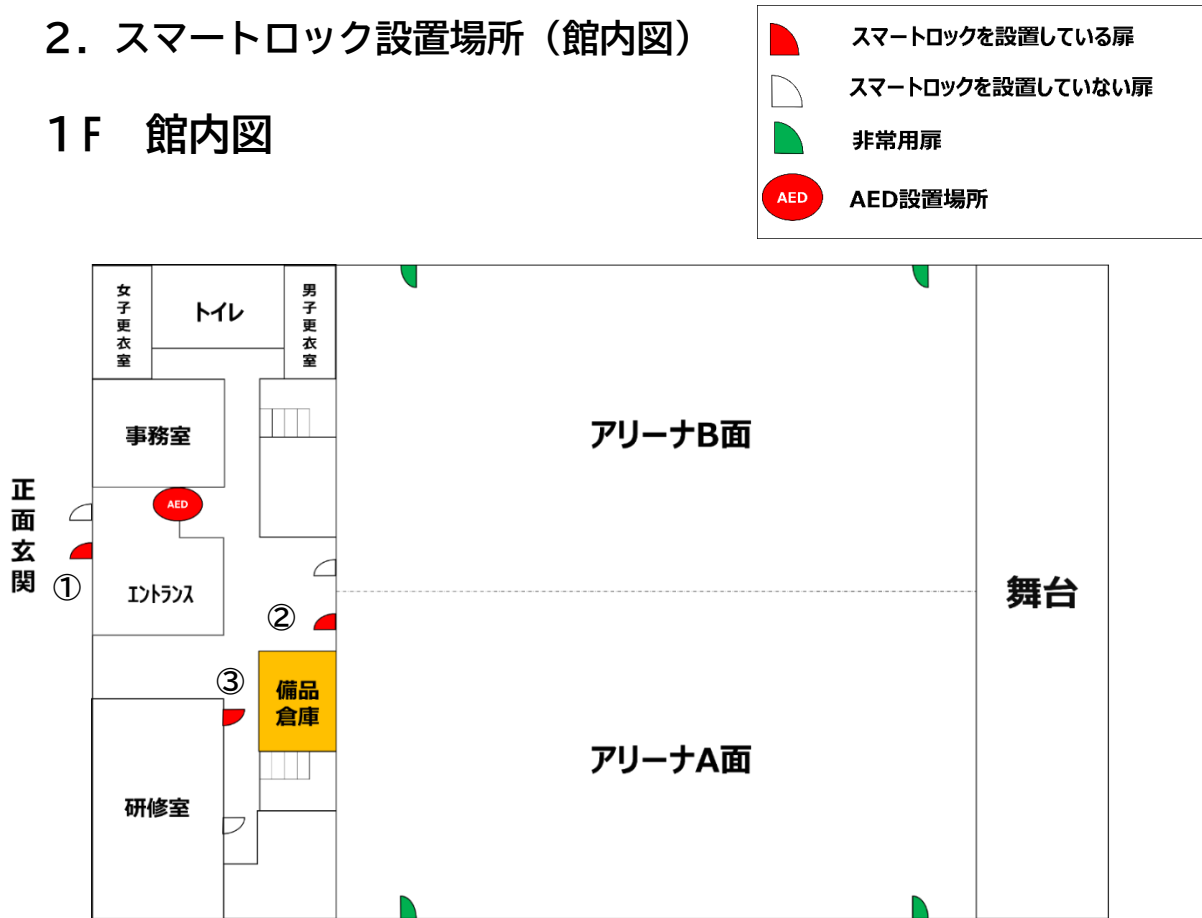 2．スマートロック設置場所（館内図）
1F　館内図
スマートロックを設置している扉
スマートロックを設置していない扉
非常用扉
AED
AED設置場所
女子更衣室
トイレ
男子更衣室
事務室
アリーナB面
正面玄関
AED
①
エントランス
②
舞台
③
備品
倉庫
アリーナA面
研修室